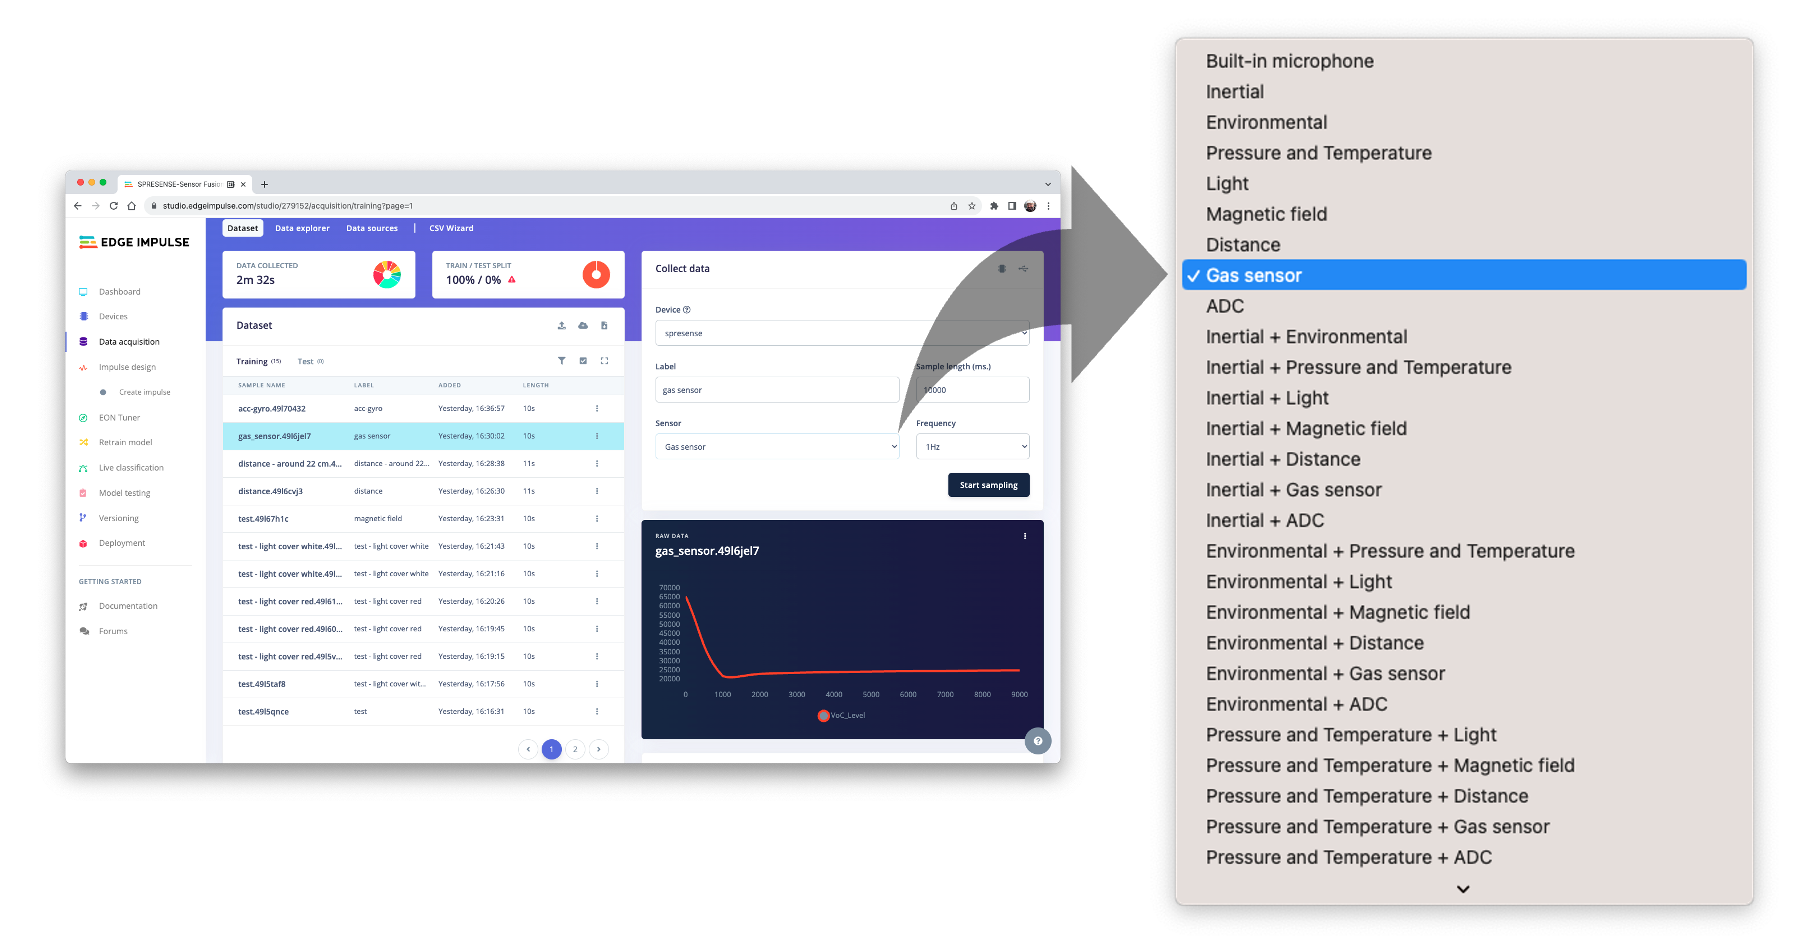 SPRESENSE-Sensor Fusion
studio.edgeimpulse.com/studio/279152/acquisition/training?page=1
EDGE IMPULSE
Dashboard
Devices
Data acquisition
Impulse design
Create impulse
EON Tuner
Retrain model
Live classification
Model testing
Versioning
Deployment
GETTING STARTED
Documentation
Forums
Dataset Data explorer Data sources | CSV Wizard
DATA COLLECTED
2m 32s
TRAIN / TEST SPLIT
100% / 0%
Dataset
Training (15) Test (0)
SAMPLE NAME LABEL ADDED LENGTH
acc-gyro.49l70432 acc gyro Yesterday, 16:36:57 10s
gas_sensor.49l6jel7 gas sensor Yesterday, 16:30:02 10s
distance - around 22 cm.4... distance - around 22... Yesterday, 16:28:38 11s
distance.49l6cvj3 distance Yesterday, 16:26:30 11s
test.49l67h1c magnetic field Yesterday, 16:23:31 10s
test - light cover white.49l... test - light cover white Yesterday, 16:21:43 10s
test - light cover white.49l... test - light cover white Yesterday, 16:21:16 10s
test - light cover red.49l61... test - light cover red Yesterday, 16:20:26 10s
test - light cover red.49l60... test - light cover red Yesterday, 16:19:45 10s
test - light cover red.49l5v... test - light cover red Yesterday, 16:19:15 10s
test.49l5taf8 test - light cover wit... Yesterday, 16:17:56 10s
test.49l5qnce test Yesterday, 16:16:31 10s
1 2
Collect data
Device
spresense
Label Sample length (ms.)
gas sensor 10000
Sensor Frequency
Gas sensor 1Hz
Start sampling
RAW DATA
gas_sensor.49l6jel7
70000
65000
60000
55000
50000
45000
40000
35000
30000
25000
20000
0 1000 2000 3000 4000 5000 6000 7000 8000 9000
VoC_Level
Built-in microphone
Inertial
Environmental
Pressure and Temperature
Light
Magnetic field
Distance
✓ Gas sensor
ADC
Inertial + Environmental
Inertial + Pressure and Temperature
Inertial + Light
Inertial + Magnetic field
Inertial + Distance
Inertial + Gas sensor
Inertial + ADC
Environmental + Pressure and Temperature
Environmental + Light
Environmental + Magnetic field
Environmental + Distance
Environmental + Gas sensor
Environmental + ADC
Pressure and Temperature + Light
Pressure and Temperature + Magnetic field
Pressure and Temperature + Distance
Pressure and Temperature + Gas sensor
Pressure and Temperature + ADC